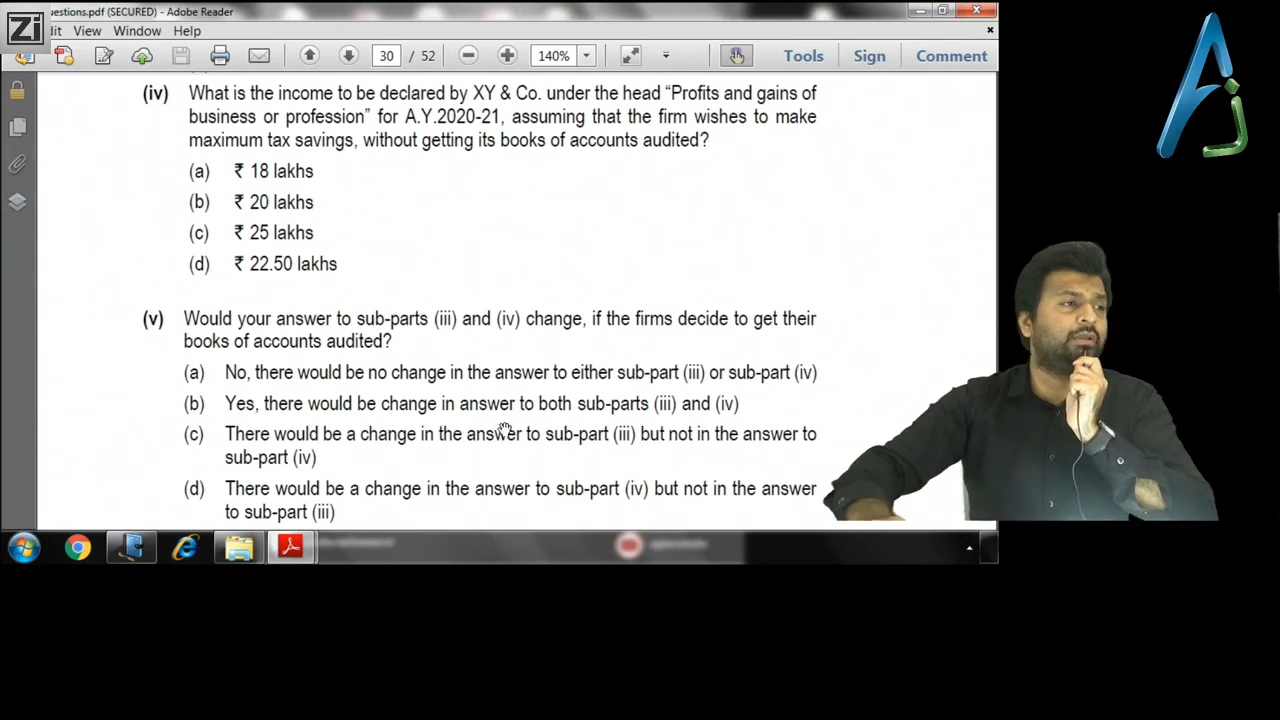 Zi
estions.pdf (SECURED) - Adobe Reader
dit View Window Help
30 / 52 140% Tools Sign Comment
(iv) What is the income to be declared by XY & Co. under the head “Profits and gains of
business or profession” for A.Y.2020-21, assuming that the firm wishes to make
maximum tax savings, without getting its books of accounts audited?
(a) ₹ 18 lakhs
(b) ₹ 20 lakhs
(c) ₹ 25 lakhs
(d) ₹ 22.50 lakhs
(v) Would your answer to sub-parts (iii) and (iv) change, if the firms decide to get their
books of accounts audited?
(a) No, there would be no change in the answer to either sub-part (iii) or sub-part (iv)
(b) Yes, there would be change in answer to both sub-parts (iii) and (iv)
(c) There would be a change in the answer to sub-part (iii) but not in the answer to
sub-part (iv)
(d) There would be a change in the answer to sub-part (iv) but not in the answer
to sub-part (iii)